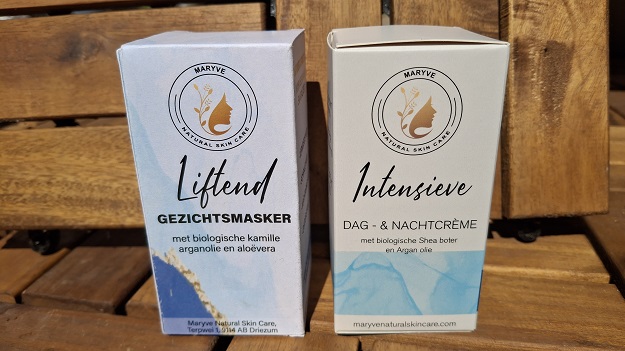 MARYVE
NATURAL SKIN CARE
Liftend
GEZICHTSMASKER
met biologische kamille
arganolie en aloëvera
Maryve Natural Skin Care,
Terpwei 1, 9114 AB Driezum
MARYVE
NATURAL SKIN CARE
Intensieve
DAG - & NACHTCRÈME
met biologische Shea boter
en Argan olie
maryvenaturalskincare.com